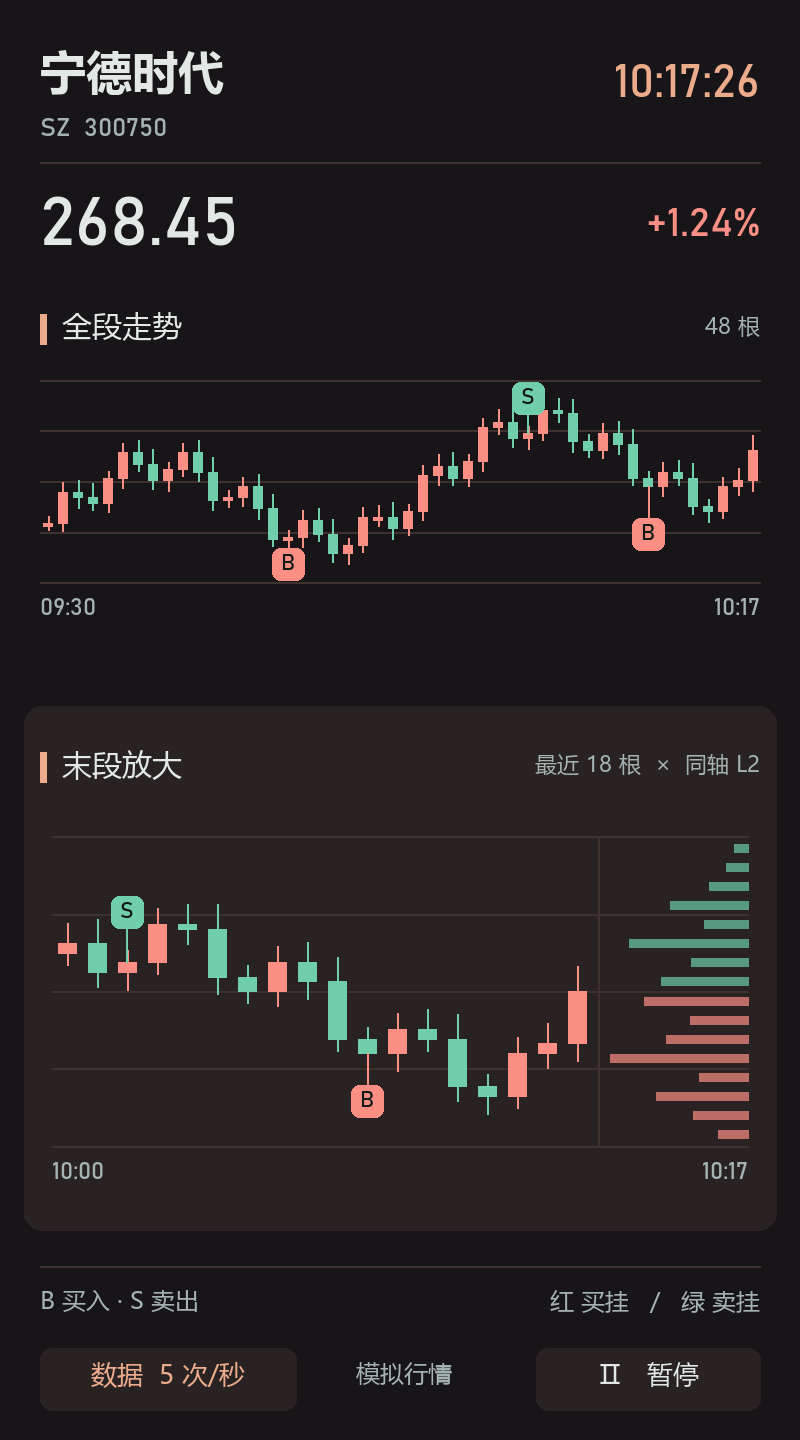 宁德时代
10:17:26
SZ 300750
268.45
+1.24%
全段走势
48 根
S
B
B
09:30
10:17
末段放大
最近 18 根 × 同轴 L2
S
B
10:00
10:17
B 买入 · S 卖出
红 买挂 / 绿 卖挂
数据 5 次/秒
模拟行情
II 暂停